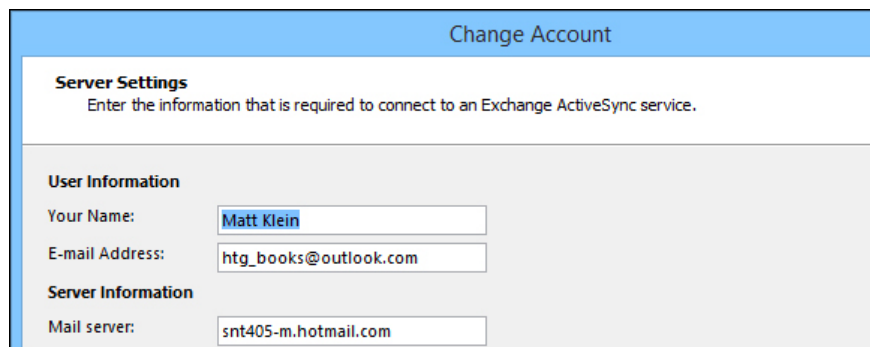 Change Account
Server Settings
Enter the information that is required to connect to an Exchange ActiveSync service.
User Information
Your Name: Matt Klein
E-mail Address: htg_books@outlook.com
Server Information
Mail server: snt405-m.hotmail.com